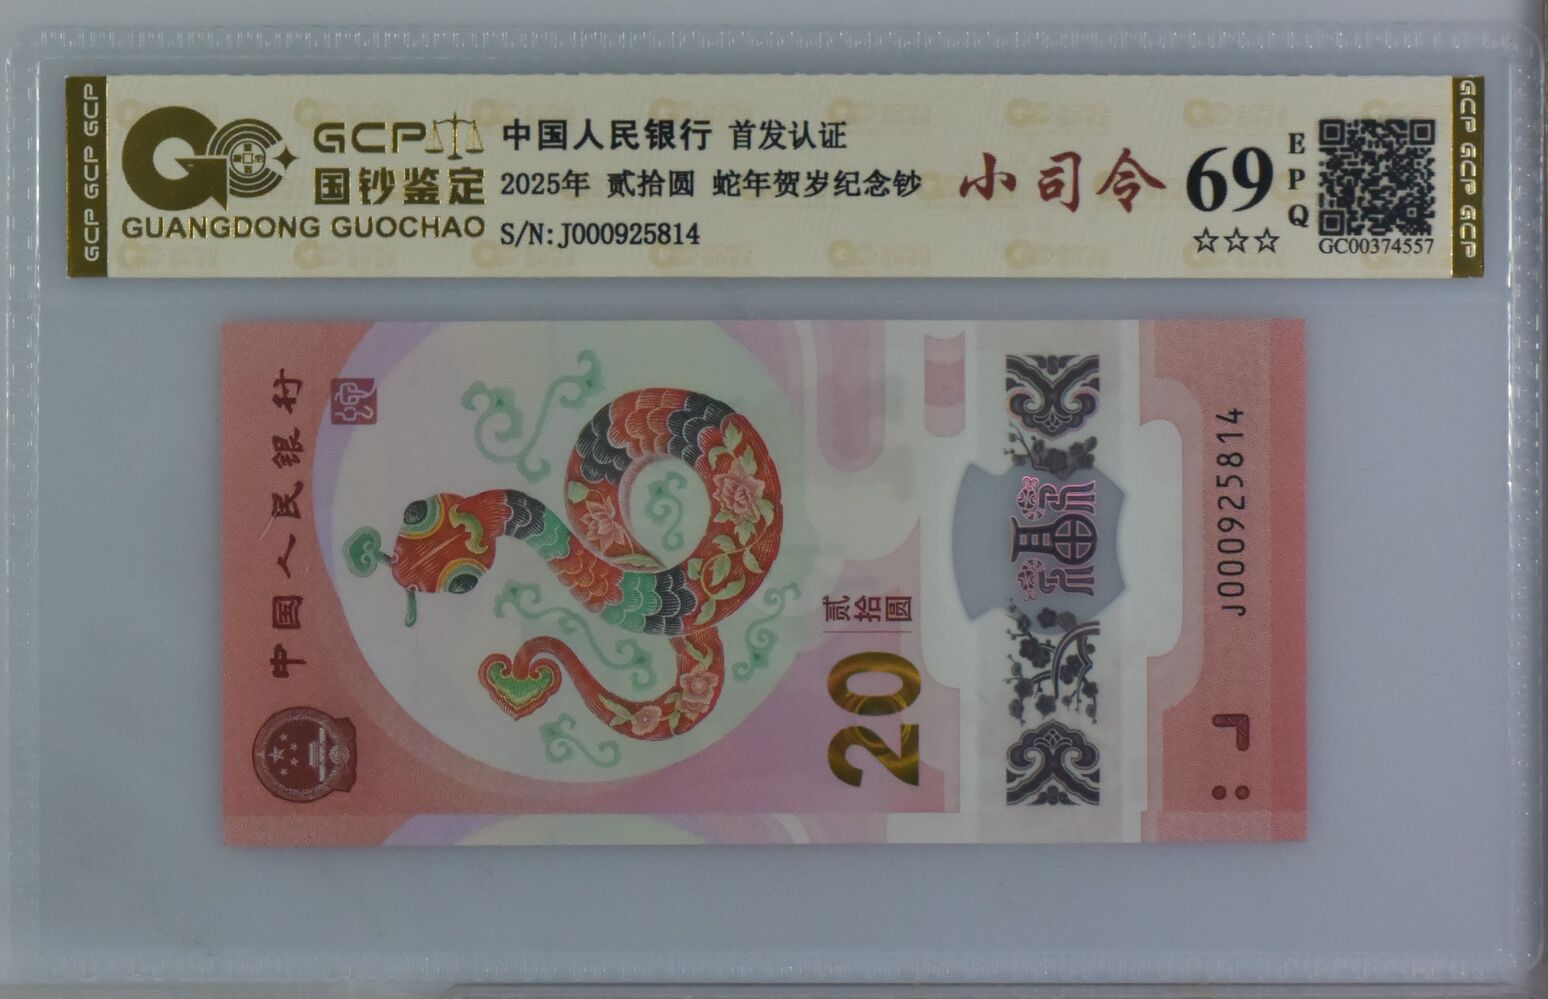 GCP GCP GCP
GCP
国钞鉴定
GUANGDONG GUOCHAO
中国人民银行 首发认证
2025年 贰拾圆 蛇年贺岁纪念钞
S/N:J000925814
小司令
69
☆☆☆
EPQ
GC00374557
GCP GCP GCP
中国人民银行
贰拾圆
20
福
J000925814